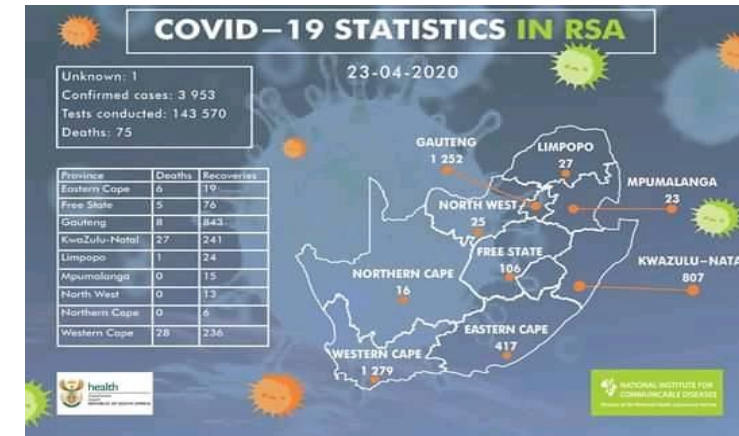 COVID–19 STATISTICS IN RSA
23-04-2020
Unknown: 1
Confirmed cases: 3 953
Tests conducted: 143 570
Deaths: 75
Province Deaths Recoveries
Eastern Cape 6 19
Free State 5 76
Gauteng 8 843
KwaZulu-Natal 27 241
Limpopo 1 24
Mpumalanga 0 15
North West 0 13
Northern Cape 0 6
Western Cape 28 236
GAUTENG
1 252
LIMPOPO
27
MPUMALANGA
23
NORTH WEST
25
FREE STATE
106
KWAZULU–NATA
807
NORTHERN CAPE
16
EASTERN CAPE
417
WESTERN CAPE
1 279
health
REPUBLIC OF SOUTH AFRICA
NATIONAL INSTITUTE FOR
COMMUNICABLE DISEASES